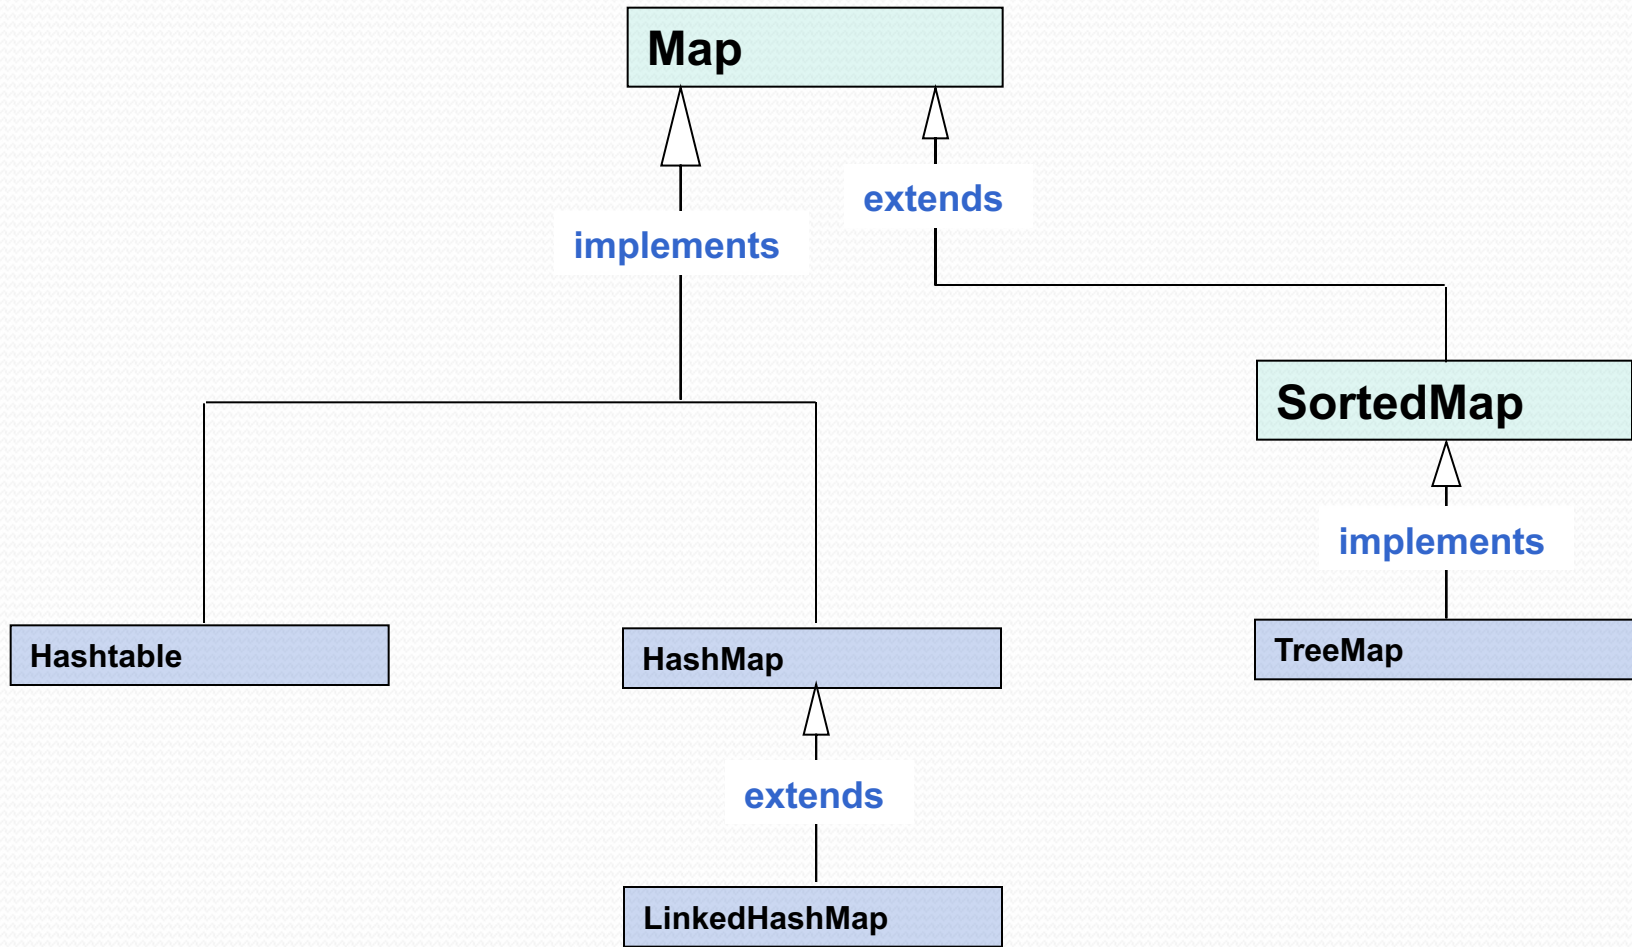 Map
extends
implements
SortedMap
implements
Hashtable
HashMap
TreeMap
extends
LinkedHashMap